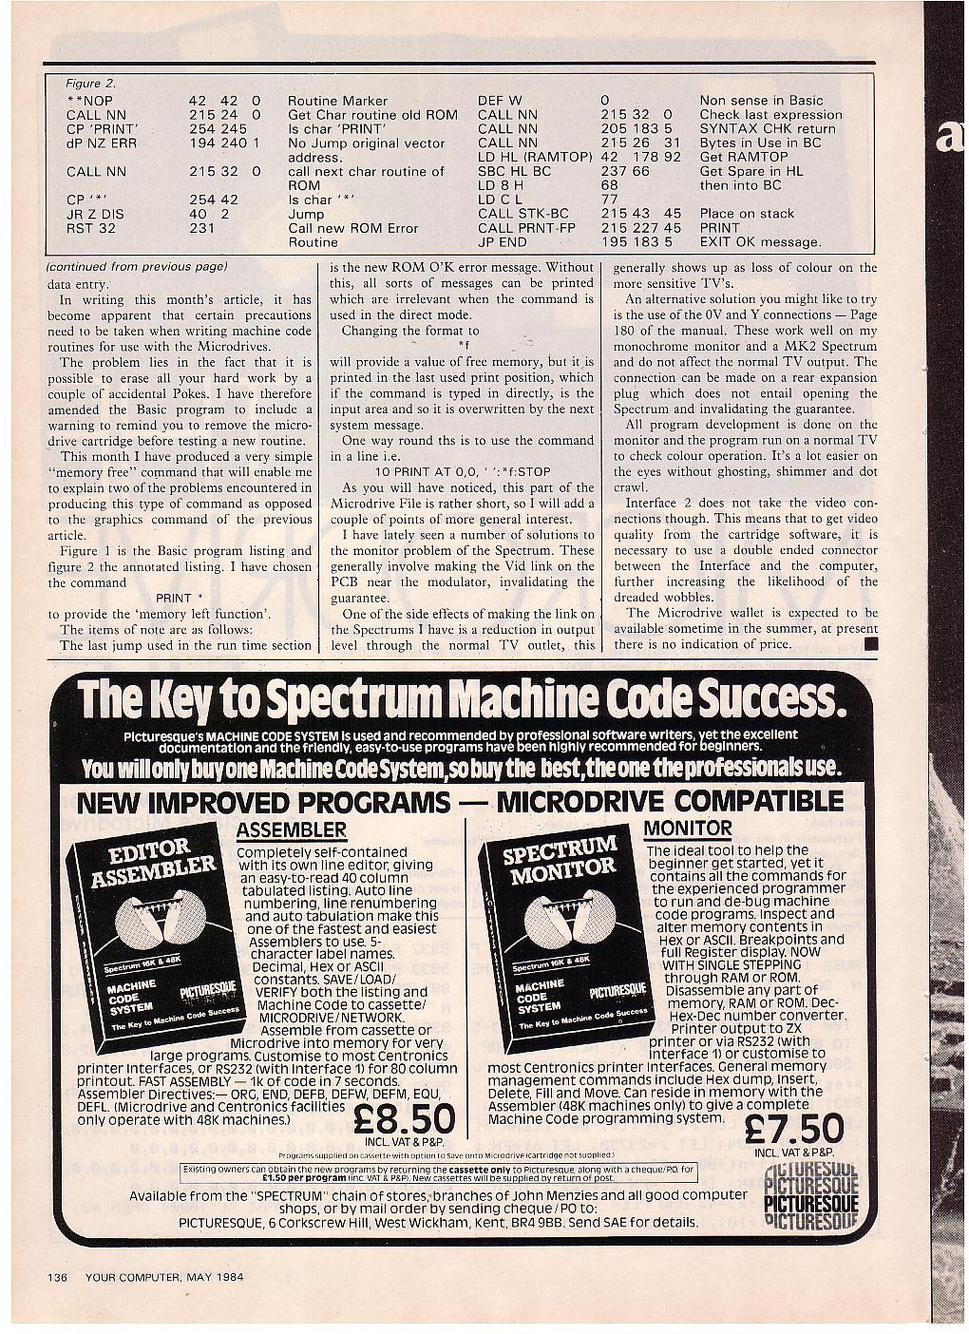 Figure 2.
**NOP 42 42 0 Routine Marker
CALL NN 215 24 0 Get Char routine old ROM
CP 'PRINT' 254 245 Is char 'PRINT'
dP NZ ERR 194 240 1 No Jump original vector
address.
CALL NN 215 32 0 call next char routine of
ROM
CP '*' 254 42 Is char '*'
JR Z DIS 40 2 Jump
RST 32 231 Call new ROM Error
Routine
DEF W 0 Non sense in Basic
CALL NN 215 32 0 Check last expression
CALL NN 205 183 5 SYNTAX CHK return
CALL NN 215 26 31 Bytes in Use in BC
LD HL (RAMTOP) 42 178 92 Get RAMTOP
SBC HL BC 237 66 Get Spare in HL
LD 8 H 68 then into BC
LD C L 77
CALL STK-BC 215 43 45 Place on stack
CALL PRNT-FP 215 227 45 PRINT
JP END 195 183 5 EXIT OK message.
(continued from previous page)
data entry.
In writing this month's article, it has
become apparent that certain precautions
need to be taken when writing machine code
routines for use with the Microdrives.
The problem lies in the fact that it is
possible to erase all your hard work by a
couple of accidental Pokes. I have therefore
amended the Basic program to include a
warning to remind you to remove the micro-
drive cartridge before testing a new routine.
This month I have produced a very simple
"memory free" command that will enable me
to explain two of the problems encountered in
producing this type of command as opposed
to the graphics command of the previous
article.
Figure 1 is the Basic program listing and
figure 2 the annotated listing. I have chosen
the command
PRINT *
to provide the 'memory left function'.
The items of note are as follows:
The last jump used in the run time section
is the new ROM O'K error message. Without
this, all sorts of messages can be printed
which are irrelevant when the command is
used in the direct mode.
Changing the format to
*f
will provide a value of free memory, but it is
printed in the last used print position, which
if the command is typed in directly, is the
input area and so it is overwritten by the next
system message.
One way round ths is to use the command
in a line i.e.
10 PRINT AT 0,0, ' ':*f:STOP
As you will have noticed, this part of the
Microdrive File is rather short, so I will add a
couple of points of more general interest.
I have lately seen a number of solutions to
the monitor problem of the Spectrum. These
generally involve making the Vid link on the
PCB near the modulator, invalidating the
guarantee.
One of the side effects of making the link on
the Spectrums I have is a reduction in output
level through the normal TV outlet, this
generally shows up as loss of colour on the
more sensitive TV's.
An alternative solution you might like to try
is the use of the 0V and Y connections — Page
180 of the manual. These work well on my
monochrome monitor and a MK2 Spectrum
and do not affect the normal TV output. The
connection can be made on a rear expansion
plug which does not entail opening the
Spectrum and invalidating the guarantee.
All program development is done on the
monitor and the program run on a normal TV
to check colour operation. It's a lot easier on
the eyes without ghosting, shimmer and dot
crawl.
Interface 2 does not take the video con-
nections though. This means that to get video
quality from the cartridge software, it is
necessary to use a double ended connector
between the Interface and the computer,
further increasing the likelihood of the
dreaded wobbles.
The Microdrive wallet is expected to be
available sometime in the summer, at present
there is no indication of price.
The Key to Spectrum Machine Code Success.
Picturesque's MACHINE CODE SYSTEM is used and recommended by professional software writers, yet the excellent
documentation and the friendly, easy-to-use programs have been highly recommended for beginners.
You will only buy one Machine Code System, so buy the best, the one the professionals use.
NEW IMPROVED PROGRAMS — MICRODRIVE COMPATIBLE
EDITOR
ASSEMBLER
Spectrum 16K & 48K
MACHINE
CODE
SYSTEM
PICTURESQUE
The Key to Machine Code Success
ASSEMBLER
Completely self-contained
with its own line editor, giving
an easy-to-read 40 column
tabulated listing. Auto line
numbering, line renumbering
and auto tabulation make this
one of the fastest and easiest
Assemblers to use. 5-
character label names.
Decimal, Hex or ASCII
constants. SAVE/LOAD/
VERIFY both the listing and
Machine Code to cassette/
MICRODRIVE/NETWORK.
Assemble from cassette or
Microdrive into memory for very
large programs. Customise to most Centronics
printer Interfaces, or RS232 (with Interface 1) for 80 column
printout. FAST ASSEMBLY — 1k of code in 7 seconds.
Assembler Directives:— ORG, END, DEFB, DEFW, DEFM, EQU,
DEFL. (Microdrive and Centronics facilities
only operate with 48K machines.)
£8.50
INCL. VAT & P&P.
SPECTRUM
MONITOR
Spectrum 16K & 48K
MACHINE
CODE
SYSTEM
PICTURESQUE
The Key to Machine Code Success
MONITOR
The ideal tool to help the
beginner get started, yet it
contains all the commands for
the experienced programmer
to run and de-bug machine
code programs. Inspect and
alter memory contents in
Hex or ASCII. Breakpoints and
full Register display. NOW
WITH SINGLE STEPPING
through RAM or ROM.
Disassemble any part of
memory, RAM or ROM. Dec-
Hex-Dec number converter.
Printer output to ZX
printer or via RS232 (with
Interface 1) or customise to
most Centronics printer Interfaces. General memory
management commands include Hex dump, Insert,
Delete, Fill and Move. Can reside in memory with the
Assembler (48K machines only) to give a complete
Machine Code programming system.
£7.50
INCL. VAT & P&P.
Programs supplied on cassette with option to Save onto Microdrive (cartridge not supplied.)
Existing owners can obtain the new programs by returning the cassette only to Picturesque, along with a cheque/P.O. for
£1.50 per program (inc. VAT & P&P). New cassettes will be supplied by return of post.
Available from the "SPECTRUM" chain of stores, branches of John Menzies and all good computer
shops, or by mail order by sending cheque/PO to:
PICTURESQUE, 6 Corkscrew Hill, West Wickham, Kent, BR4 9BB. Send SAE for details.
PICTURESQUE
PICTURESQUE
PICTURESQUE
PICTURESQUE
136 YOUR COMPUTER, MAY 1984